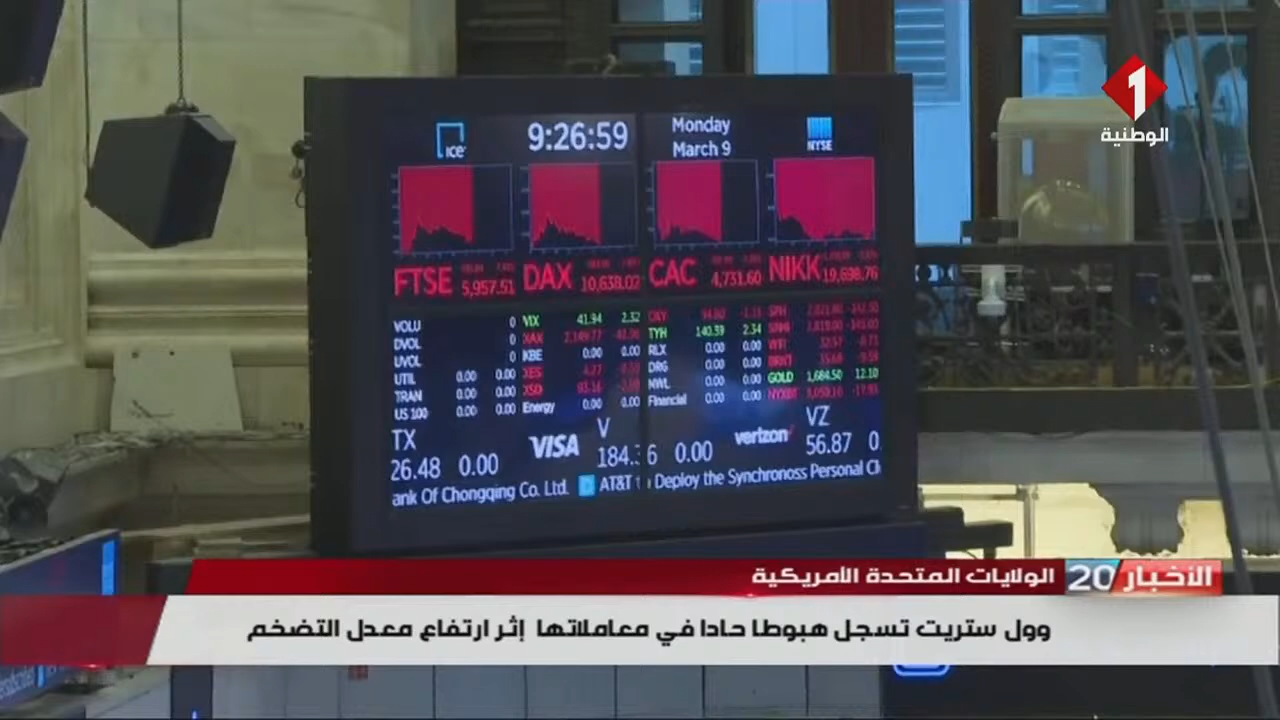 1
الوطنية
ice
9:26:59
Monday
March 9
NYSE
FTSE 5,957.51
DAX 10,638.02
CAC 4,731.60
NIKK 19,698.76
VOLU 0
DVOL 0
UVOL 0
UTIL 0.00 0.00
TRAN 0.00 0.00
US 100 0.00 0.00
VIX 41.94 2.32
XAX
KBE 0.00 0.00
XES
XSD
Energy 0.00 0.00
TYH 140.39 2.34
RLX 0.00 0.00
DRG 0.00 0.00
NWL 0.00 0.00
Financial 0.00 0.00
GOLD 1,684.50 12.10
TX
26.48 0.00
VISA V
184.36 0.00
verizon VZ
56.87 0.
ank Of Chongqing Co. Ltd. AT&T to Deploy the Synchronoss Personal Cl
الأخبار 20 الولايات المتحدة الأمريكية
وول ستريت تسجل هبوطا حادا في معاملاتها إثر ارتفاع معدل التضخم